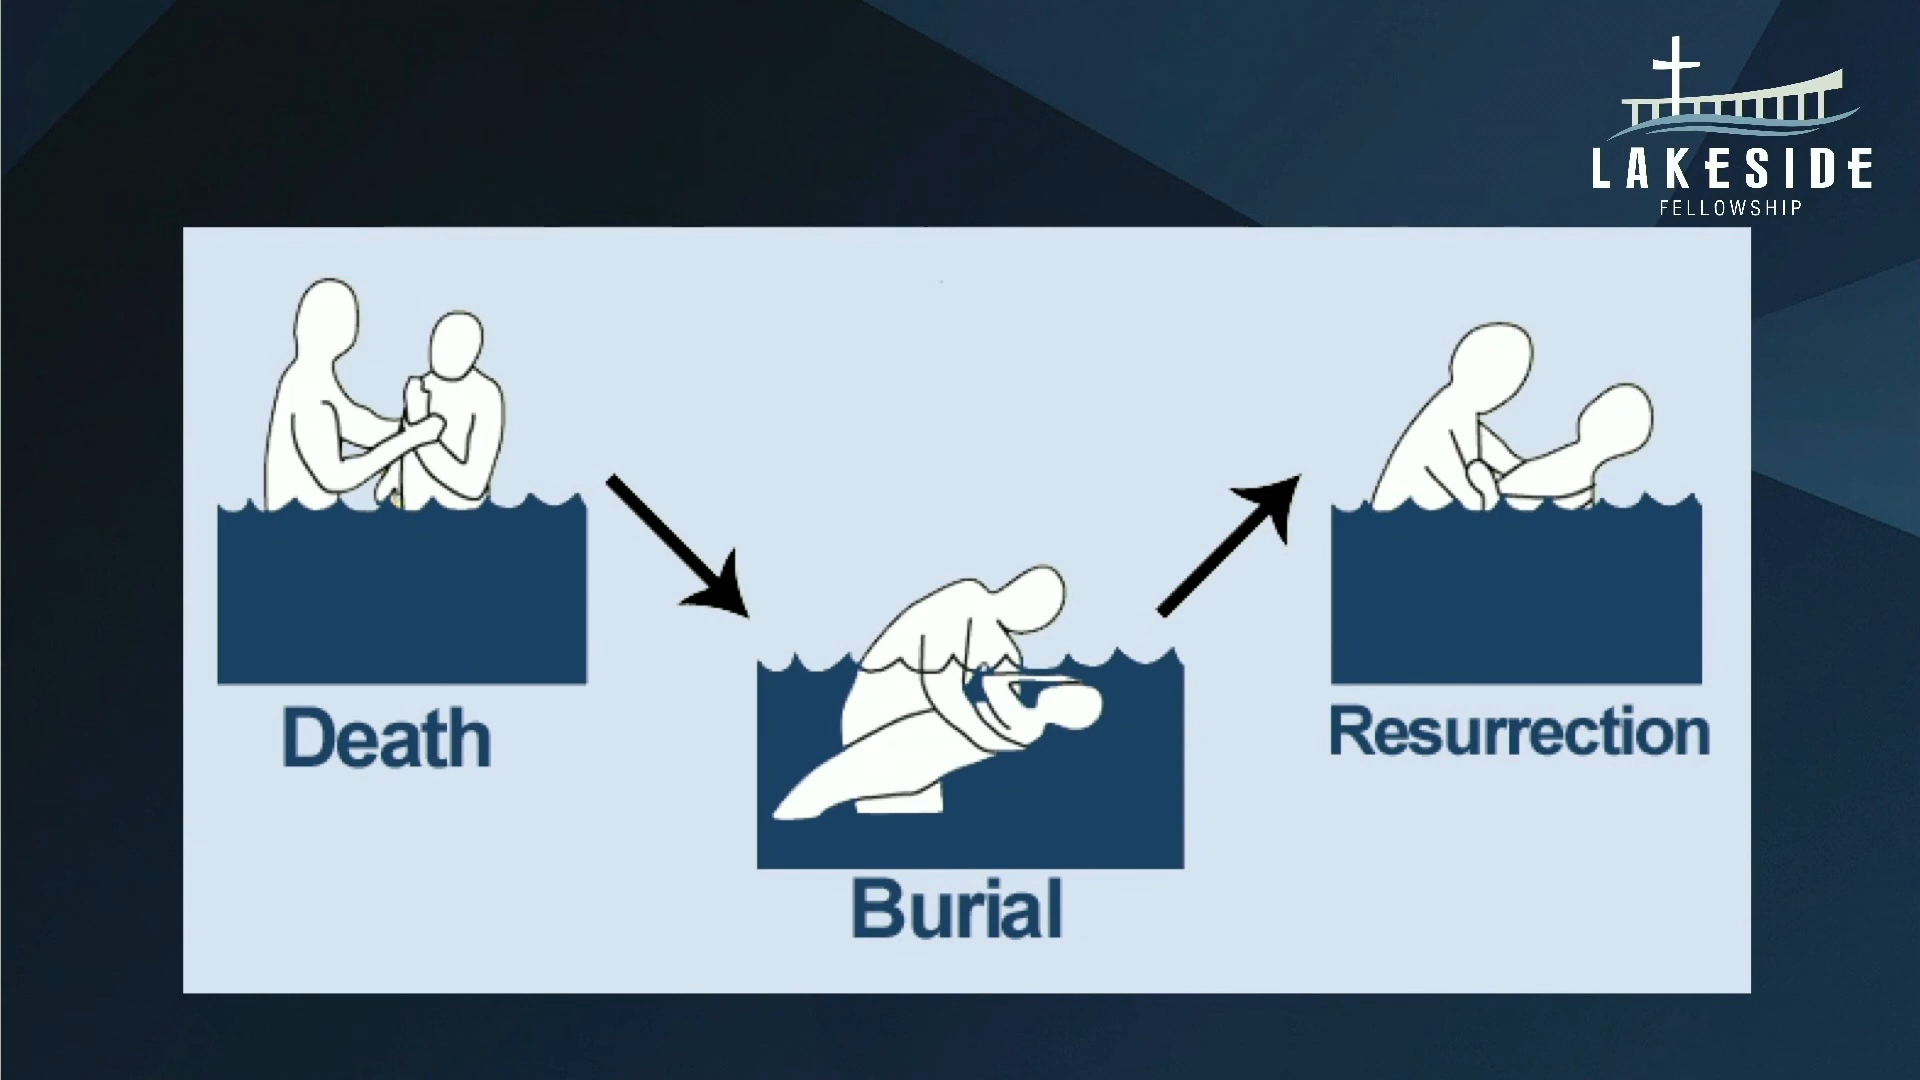 LAKESIDE
FELLOWSHIP
Death
Burial
Resurrection